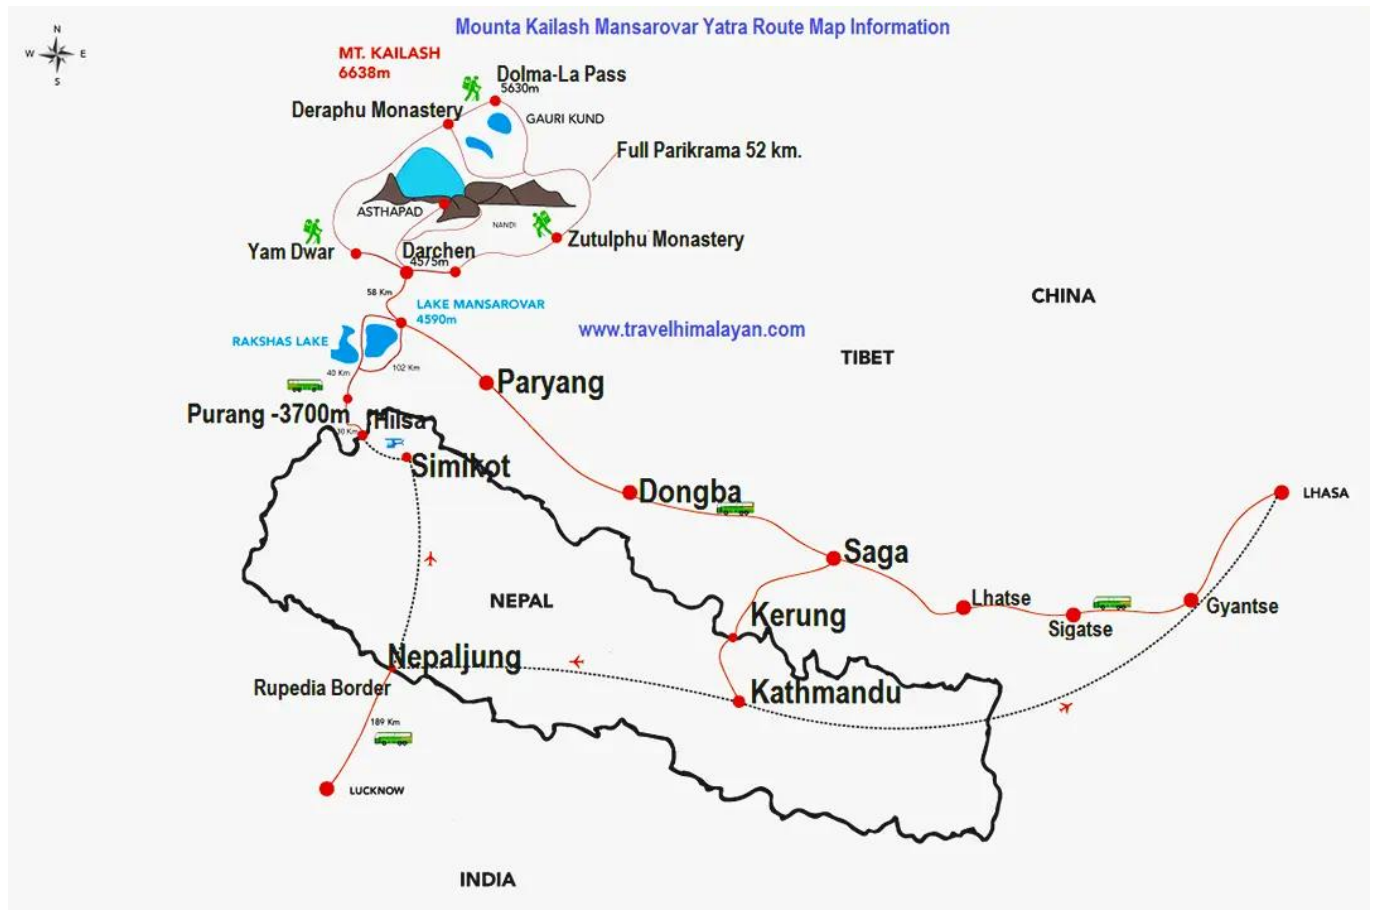 Mounta Kailash Mansarovar Yatra Route Map Information
N
W E
S
MT. KAILASH
6638m
Dolma-La Pass
5630m
Deraphu Monastery
GAURI KUND
Full Parikrama 52 km.
ASTHAPAD
NANDI
Yam Dwar
Darchen
4575m
Zutulphu Monastery
58 Km
LAKE MANSAROVAR
4590m
CHINA
www.travelhimalayan.com
RAKSHAS LAKE
TIBET
40 Km
102 Km
Paryang
Purang -3700m
Hilsa
30 Km
Simikot
Dongba
LHASA
Saga
NEPAL
Lhatse
Gyantse
Kerung
Sigatse
Nepaljung
Rupedia Border
Kathmandu
189 Km
LUCKNOW
INDIA